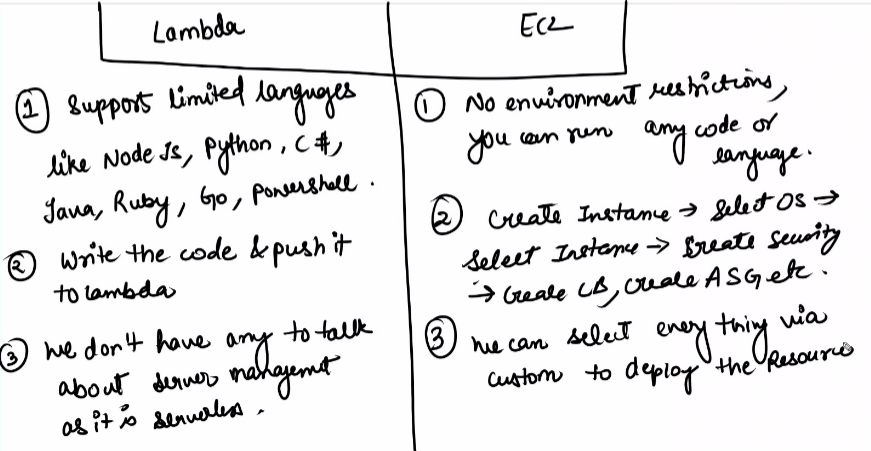 Lambda
EC2
① Support limited languages
like Node Js, Python, C#,
Java, Ruby, Go, Powershell.
② Write the code & push it
to lambda
③ We don't have any to talk
about server management
as it is serverless.
① No environment restrictions,
you can run any code or
language.
② Create Instance → Select OS →
Select Instance → Create Security
→ Create LB, Create ASG etc.
③ We can select every thing via
custom to deploy the Resource